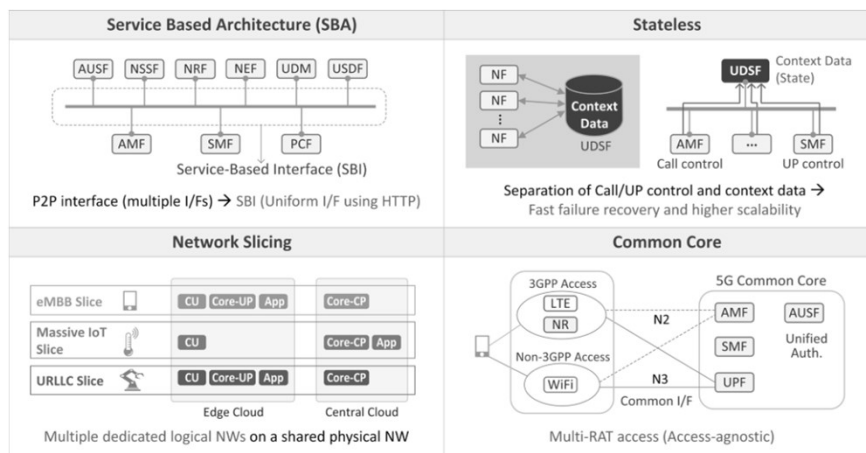 Service Based Architecture (SBA)
AUSF NSSF NRF NEF UDM USDF
AMF SMF PCF
Service-Based Interface (SBI)
P2P interface (multiple I/Fs) → SBI (Uniform I/F using HTTP)
Stateless
NF
NF
⋮
NF
Context
Data
UDSF
UDSF
Context Data
(State)
AMF ... SMF
Call control UP control
Separation of Call/UP control and context data →
Fast failure recovery and higher scalability
Network Slicing
eMBB Slice CU Core-UP App Core-CP
Massive IoT
Slice CU Core-CP App
URLLC Slice CU Core-UP App Core-CP
Edge Cloud Central Cloud
Multiple dedicated logical NWs on a shared physical NW
Common Core
3GPP Access
LTE
NR
Non-3GPP Access
WiFi
N2
N3
Common I/F
5G Common Core
AMF AUSF
Unified
Auth.
SMF
UPF
Multi-RAT access (Access-agnostic)